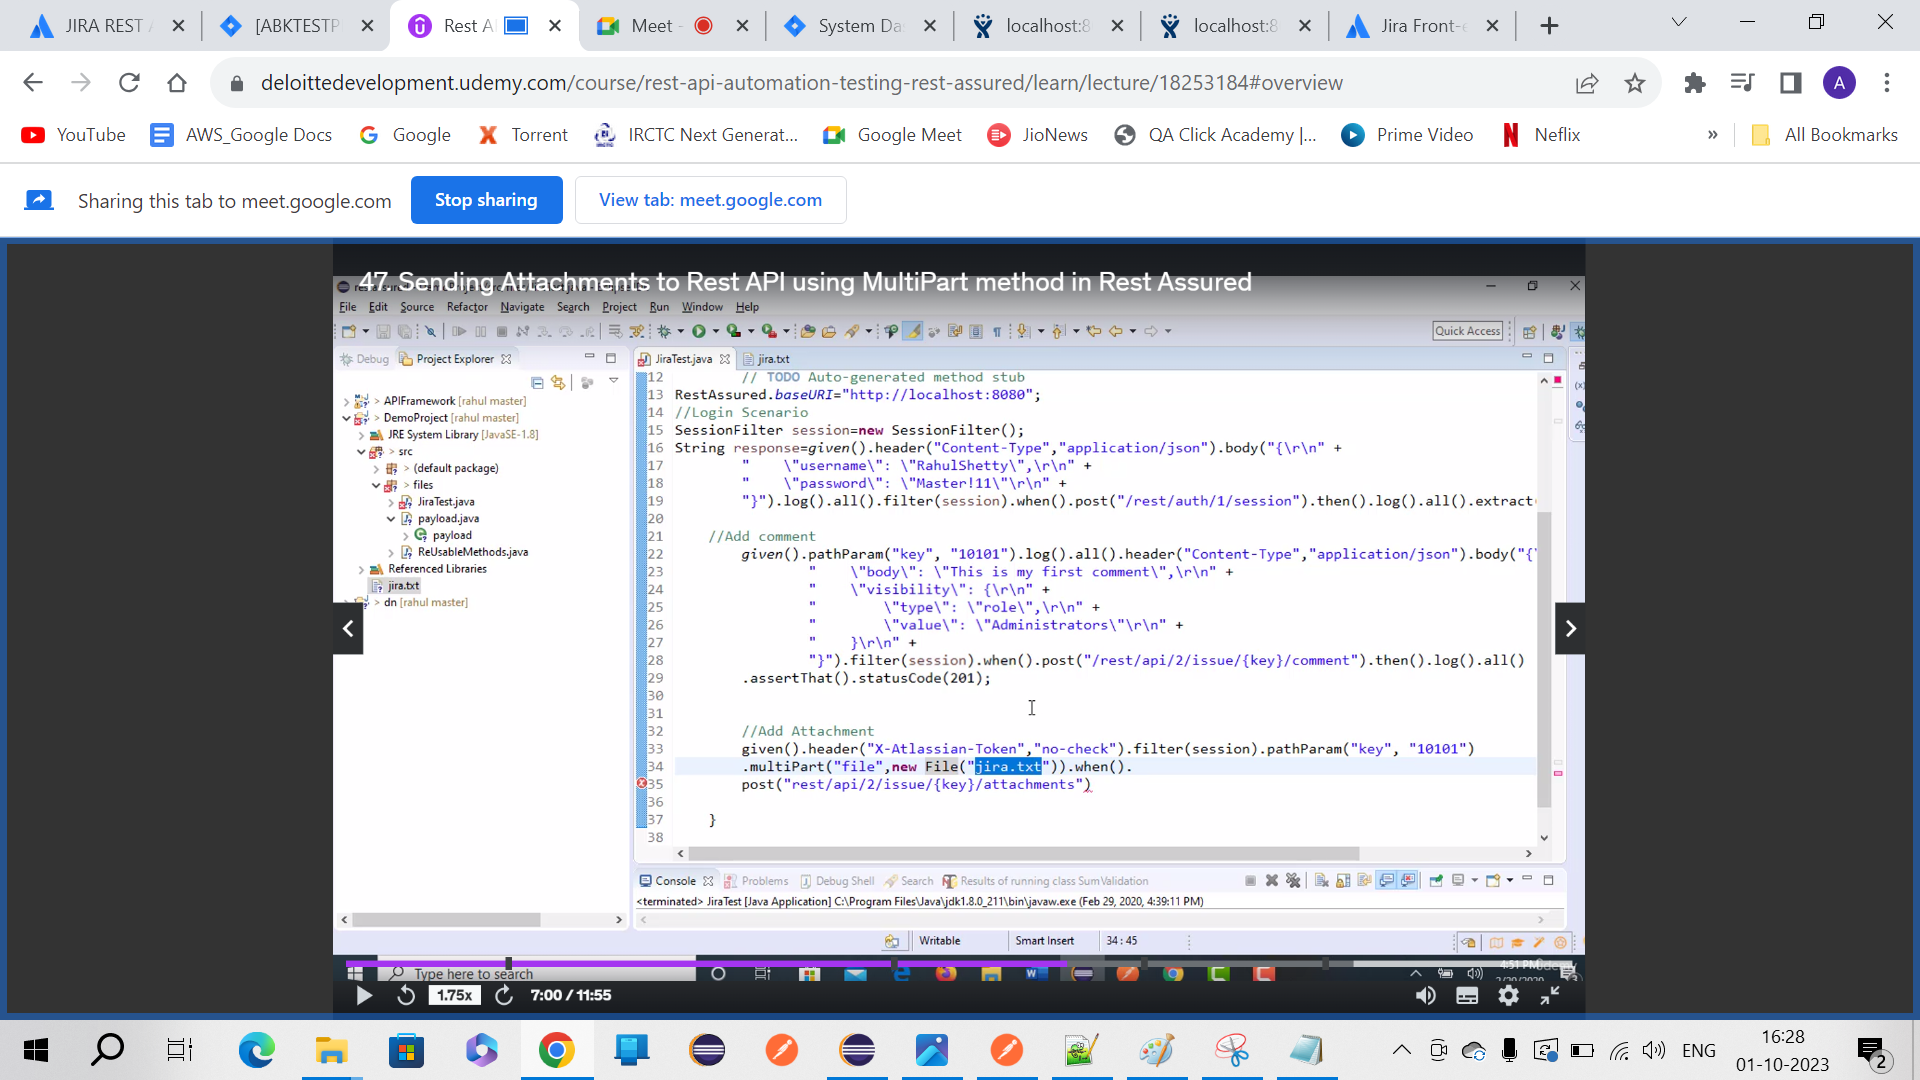 JIRA REST A
[ABKTESTP
Rest A
Meet -
System Da
localhost:8
localhost:8
Jira Front-e
deloittedevelopment.udemy.com/course/rest-api-automation-testing-rest-assured/learn/lecture/18253184#overview
A
YouTube
AWS_Google Docs
Google
Torrent
IRCTC Next Generat...
Google Meet
JioNews
QA Click Academy |...
Prime Video
Neflix
»
All Bookmarks
Sharing this tab to meet.google.com
Stop sharing
View tab: meet.google.com
47. Sending Attachments to Rest API using MultiPart method in Rest Assured
File Edit Source Refactor Navigate Search Project Run Window Help
Quick Access
Debug
Project Explorer
JiraTest.java
jira.txt
> APIFramework [rahul master]
> DemoProject [rahul master]
JRE System Library [JavaSE-1.8]
> src
> (default package)
> files
JiraTest.java
payload.java
payload
ReUsableMethods.java
Referenced Libraries
jira.txt
> dn [rahul master]
12 // TODO Auto-generated method stub
13 RestAssured.baseURI="http://localhost:8080";
14 //Login Scenario
15 SessionFilter session=new SessionFilter();
16 String response=given().header("Content-Type","application/json").body("{\r\n" +
17 " \"username\": \"RahulShetty\",\r\n" +
18 " \"password\": \"Master!11\"\r\n" +
19 "}").log().all().filter(session).when().post("/rest/auth/1/session").then().log().all().extract(
20
21 //Add comment
22 given().pathParam("key", "10101").log().all().header("Content-Type","application/json").body("{\
23 " \"body\": \"This is my first comment\",\r\n" +
24 " \"visibility\": {\r\n" +
25 " \"type\": \"role\",\r\n" +
26 " \"value\": \"Administrators\"\r\n" +
27 " }\r\n" +
28 "}").filter(session).when().post("/rest/api/2/issue/{key}/comment").then().log().all()
29 .assertThat().statusCode(201);
30
31
32 //Add Attachment
33 given().header("X-Atlassian-Token","no-check").filter(session).pathParam("key", "10101")
34 .multiPart("file",new File("jira.txt")).when().
35 post("rest/api/2/issue/{key}/attachments")
36
37 }
38
Console
Problems
Debug Shell
Search
Results of running class SumValidation
<terminated> JiraTest [Java Application] C:\Program Files\Java\jdk1.8.0_211\bin\javaw.exe (Feb 29, 2020, 4:39:11 PM)
Writable
Smart Insert
34 : 45
Type here to search
4:51 PM
1.75x
7:00 / 11:55
ENG
16:28
01-10-2023
2